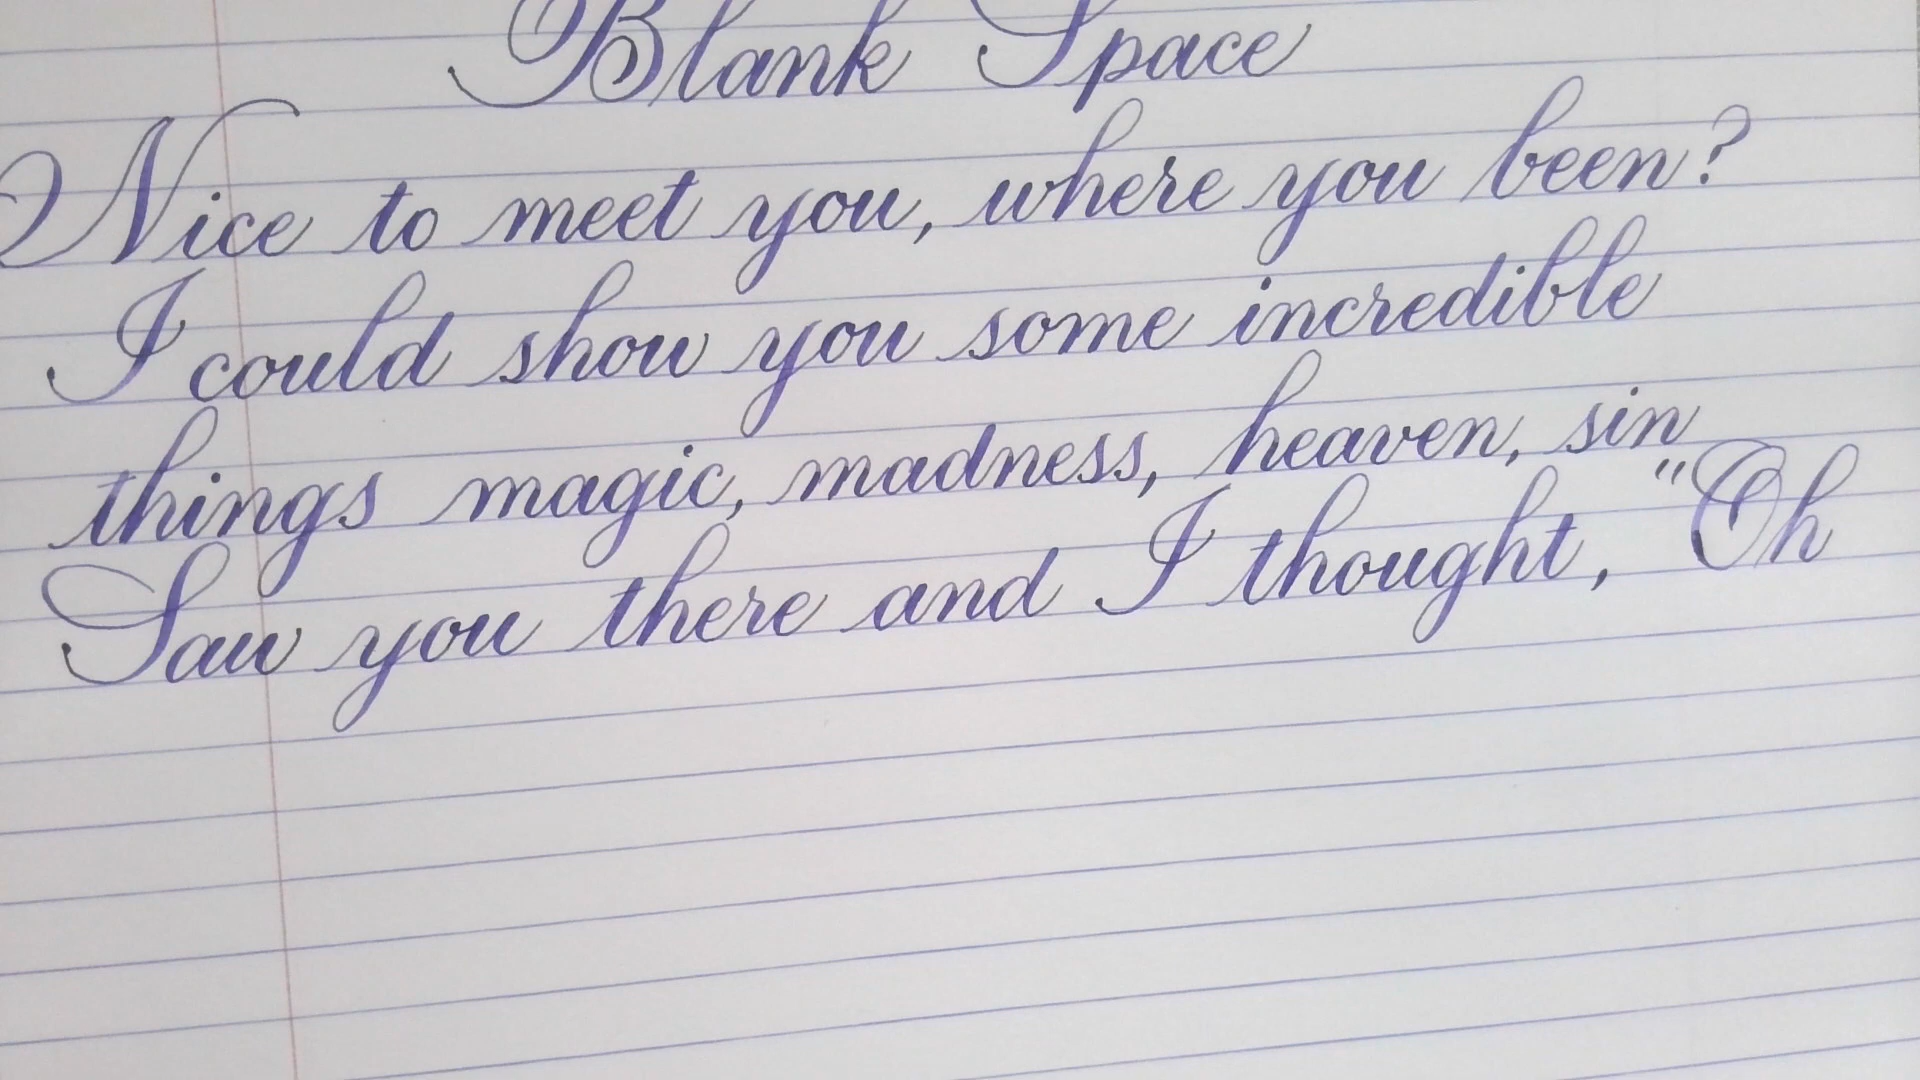 Blank Space
Nice to meet you, where you been?
I could show you some incredible
things magic, madness, heaven, sin
Saw you there and I thought, "Oh